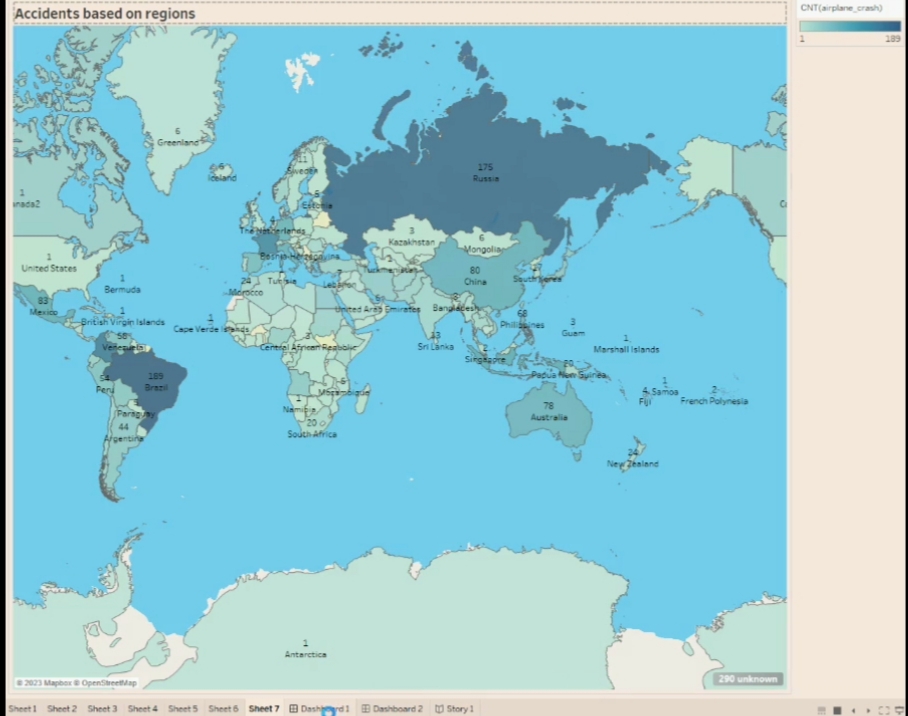 Accidents based on regions
CNT(airplane_crash)
1 189
6
Greenland
6
Iceland
11
Sweden
175
Russia
5
Estonia
4
The Netherlands
1
anada2
3
Kazakhstan
6
Mongolia
Bosnia-Herzegovina
1
United States
Turkmenistan
80
China
South Korea
1
Bermuda
24
Morocco
Tunisia
Lebanon
83
Mexico
United Arab Emirates
Bangladesh
1
British Virgin Islands
1
Cape Verde Islands
68
Philippines
3
Guam
58
Venezuela
Central African Republic
Sri Lanka
1
Marshall Islands
Singapore
Papua New Guinea
54
Peru
189
Brazil
Mozambique
1
Samoa
4
Fiji
2
French Polynesia
Paraguay
1
Namibia
78
Australia
44
Argentina
20
South Africa
24
New Zealand
1
Antarctica
© 2023 Mapbox © OpenStreetMap
290 unknown
Sheet 1 Sheet 2 Sheet 3 Sheet 4 Sheet 5 Sheet 6 Sheet 7 Dashboard 1 Dashboard 2 Story 1